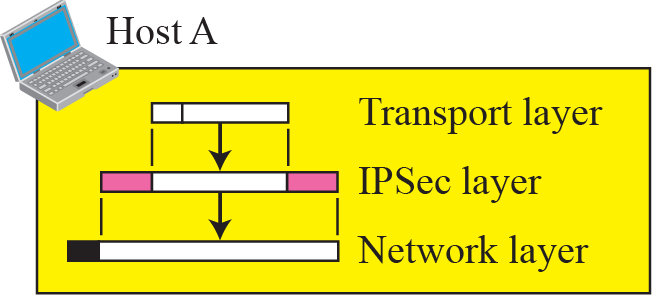 Host A
Transport layer
IPSec layer
Network layer